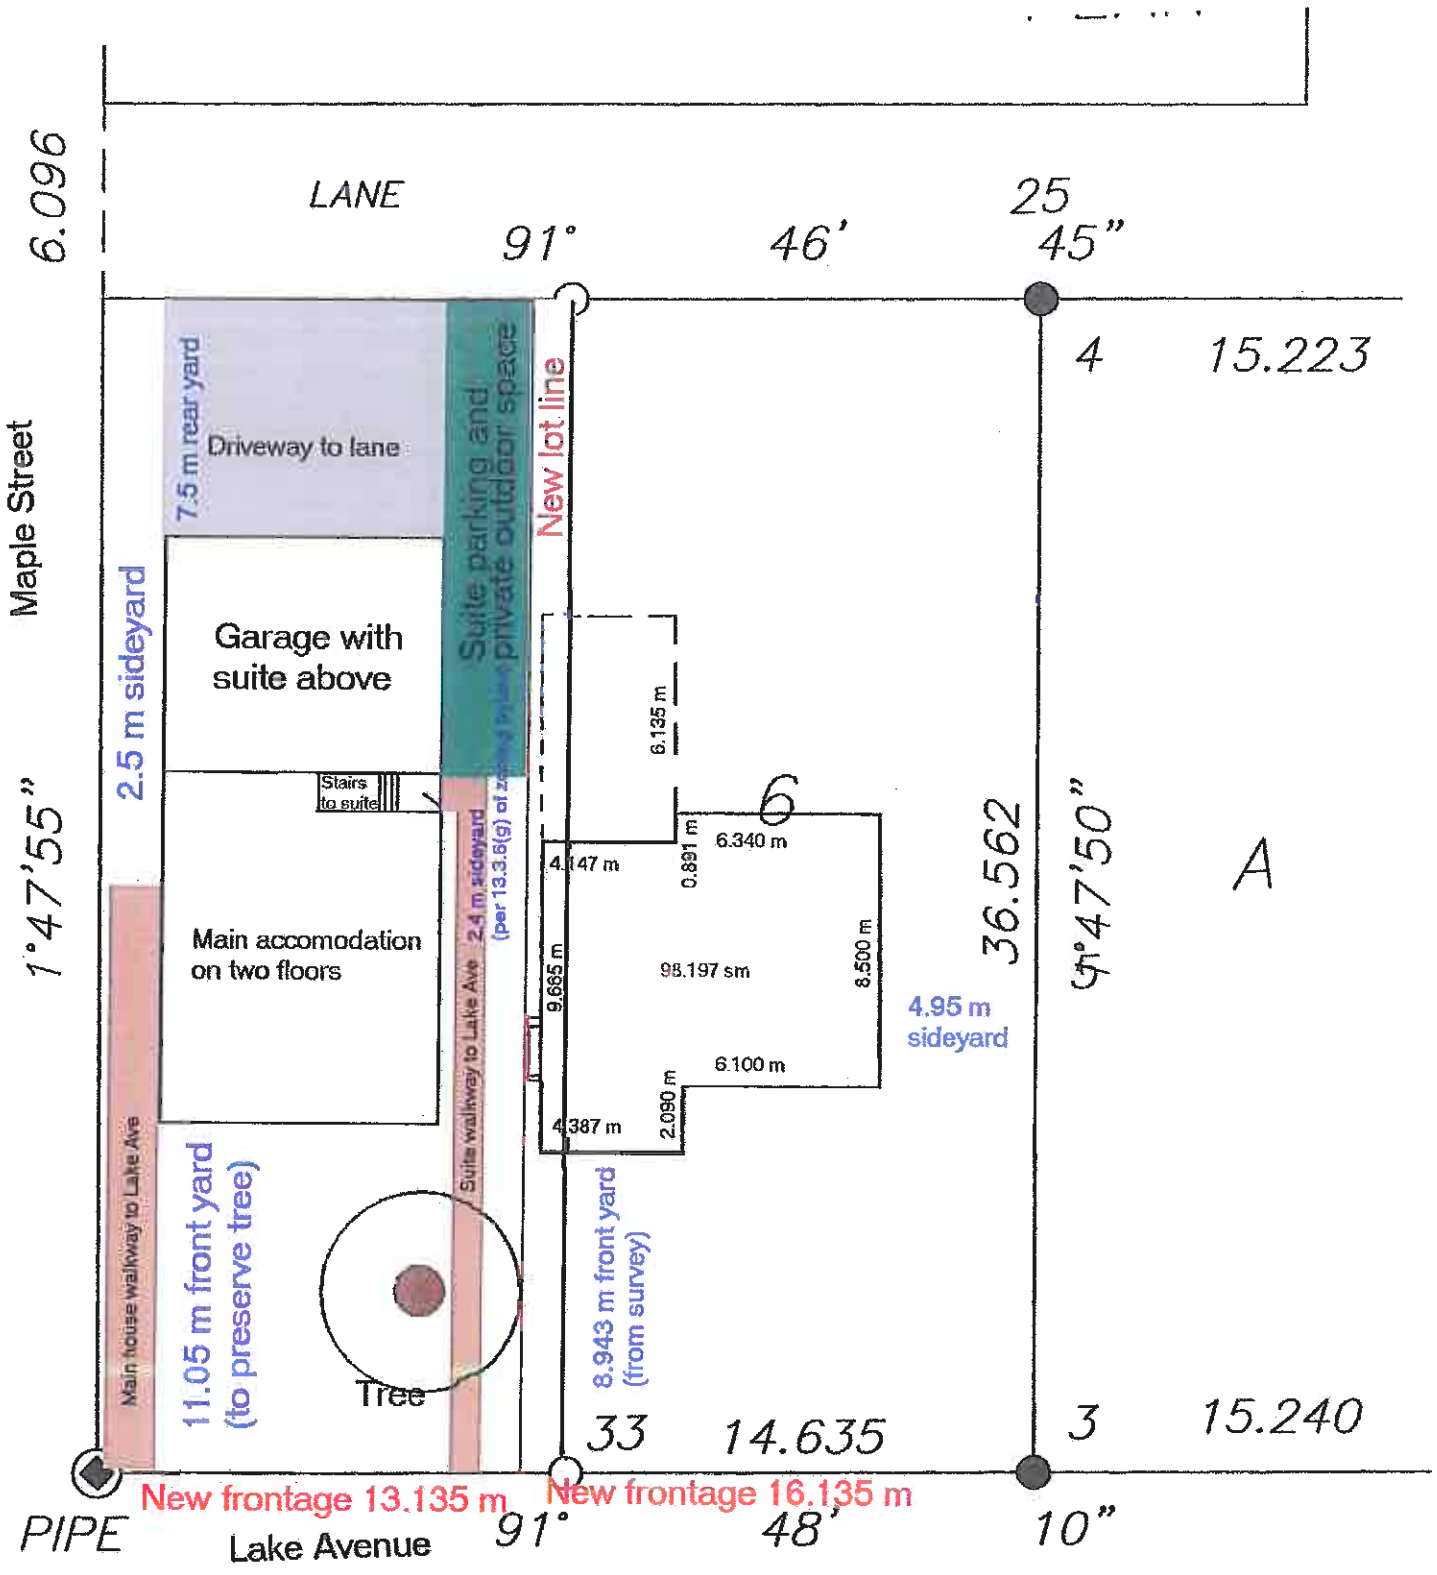 6.096
LANE
25
91° 46' 45"
4 15.223
Maple Street
7.5 m rear yard
Driveway to lane
Suite parking and
private outdoor space
New lot line
2.5 m sideyard
Garage with
suite above
Stairs
to suite
6.135 m
6
6.340 m
0.891 m
4.147 m
1°47'55"
2.4 m sideyard
(per 13.3.6(g) of zoning bylaw
Main accomodation
on two floors
9.665 m
98.197 sm
8.500 m
36.562
47'50"
A
4.95 m
sideyard
6.100 m
2.090 m
4.387 m
Main house walkway to Lake Ave
Suite walkway to Lake Ave
11.05 m front yard
(to preserve tree)
Tree
8.943 m front yard
(from survey)
33 14.635
3 15.240
New frontage 13.135 m
New frontage 16.135 m
PIPE
Lake Avenue
91° 48' 10"